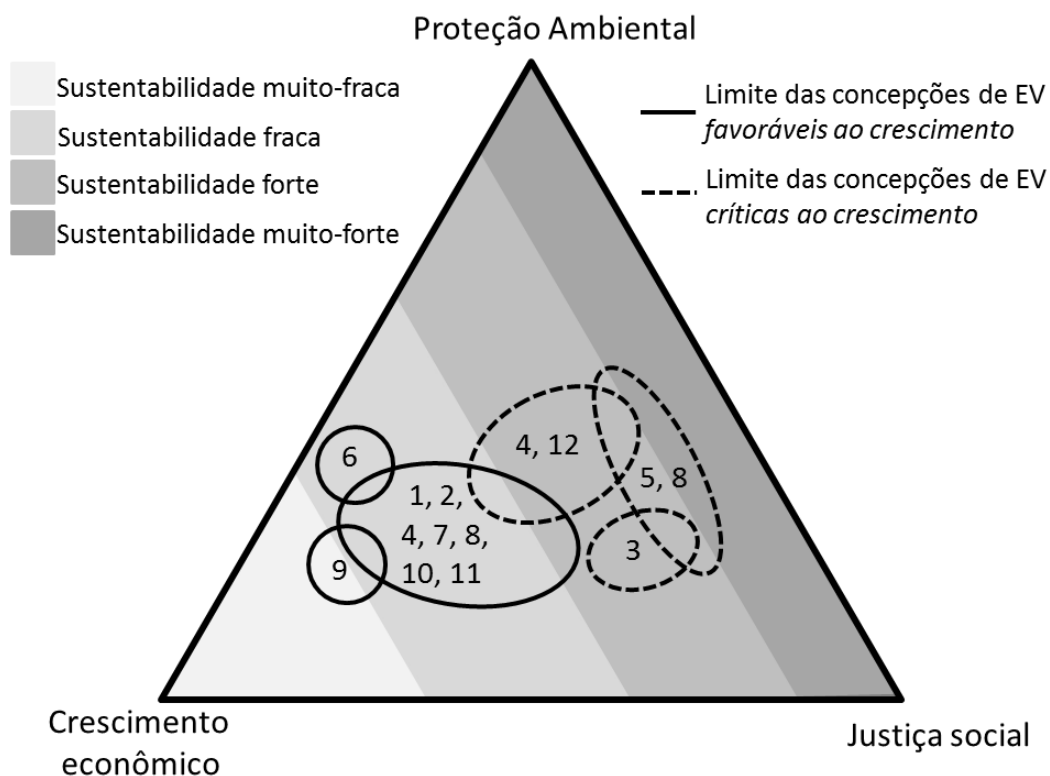 Proteção Ambiental
Sustentabilidade muito-fraca
Sustentabilidade fraca
Sustentabilidade forte
Sustentabilidade muito-forte
Limite das concepções de EV
favoráveis ao crescimento
Limite das concepções de EV
críticas ao crescimento
6
1, 2,
4, 7, 8,
10, 11
9
4, 12
5, 8
3
Crescimento
econômico
Justiça social